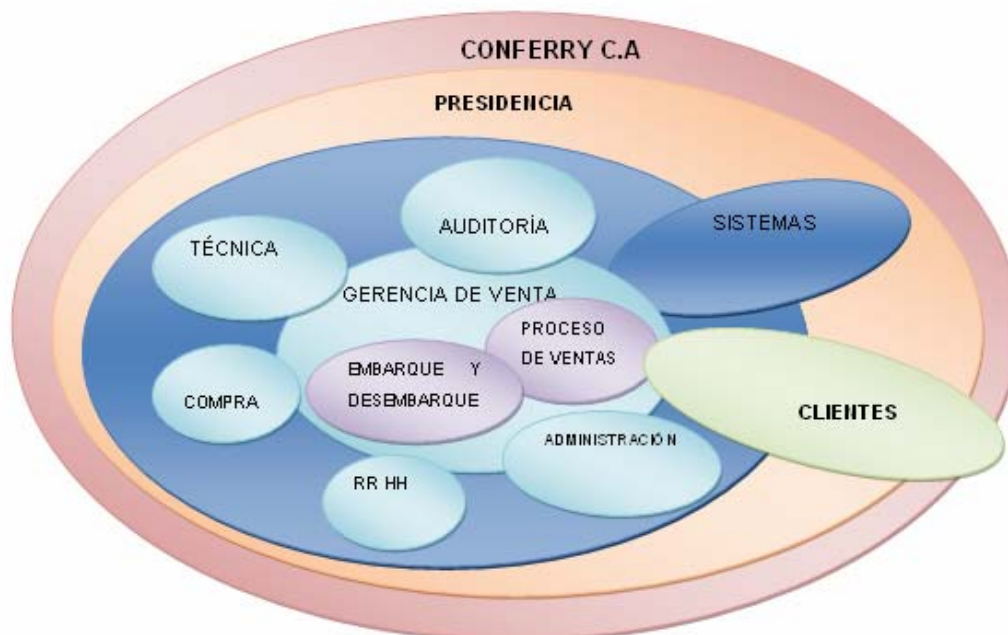 CONFERRY C.A
PRESIDENCIA
SISTEMAS
AUDITORÍA
TÉCNICA
GERENCIA DE VENTA
PROCESO
DE VENTAS
EMBARQUE Y
DESEMBARQUE
COMPRA
CLIENTES
ADMINISTRACIÓN
RR HH